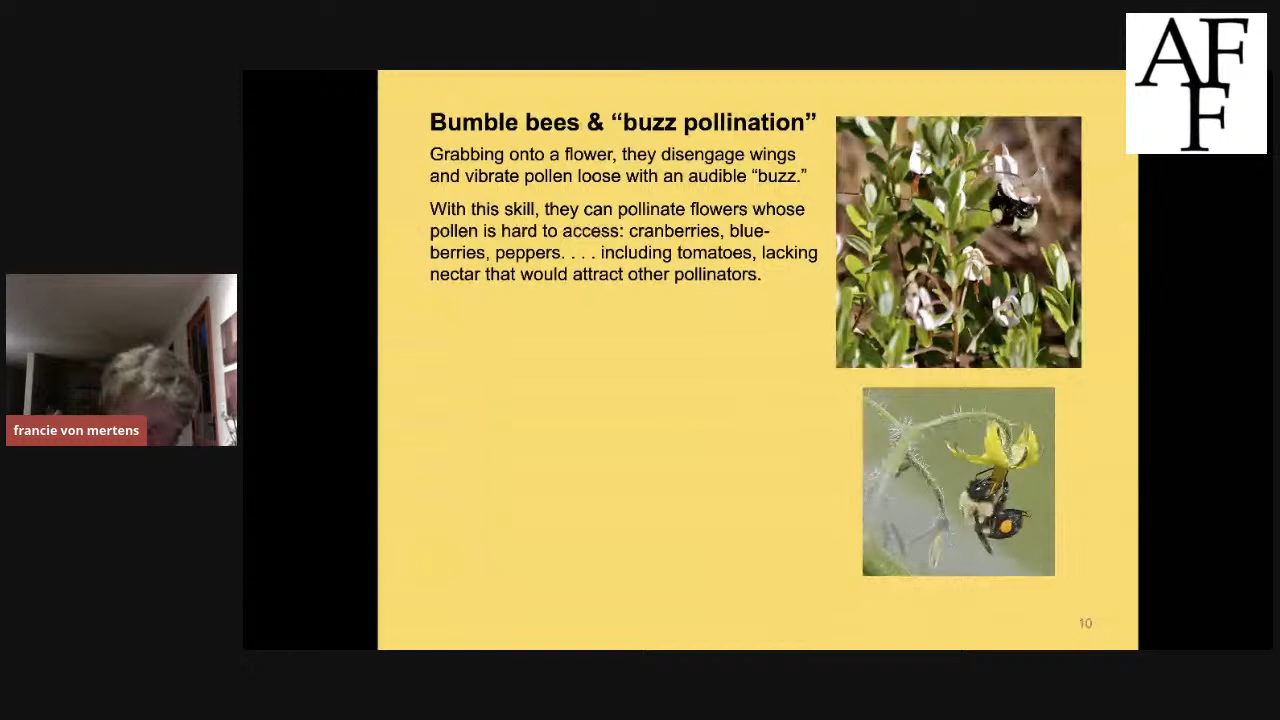 AF
F
Bumble bees & “buzz pollination”
Grabbing onto a flower, they disengage wings
and vibrate pollen loose with an audible “buzz.”
With this skill, they can pollinate flowers whose
pollen is hard to access: cranberries, blue-
berries, peppers. . . . including tomatoes, lacking
nectar that would attract other pollinators.
francie von mertens
10